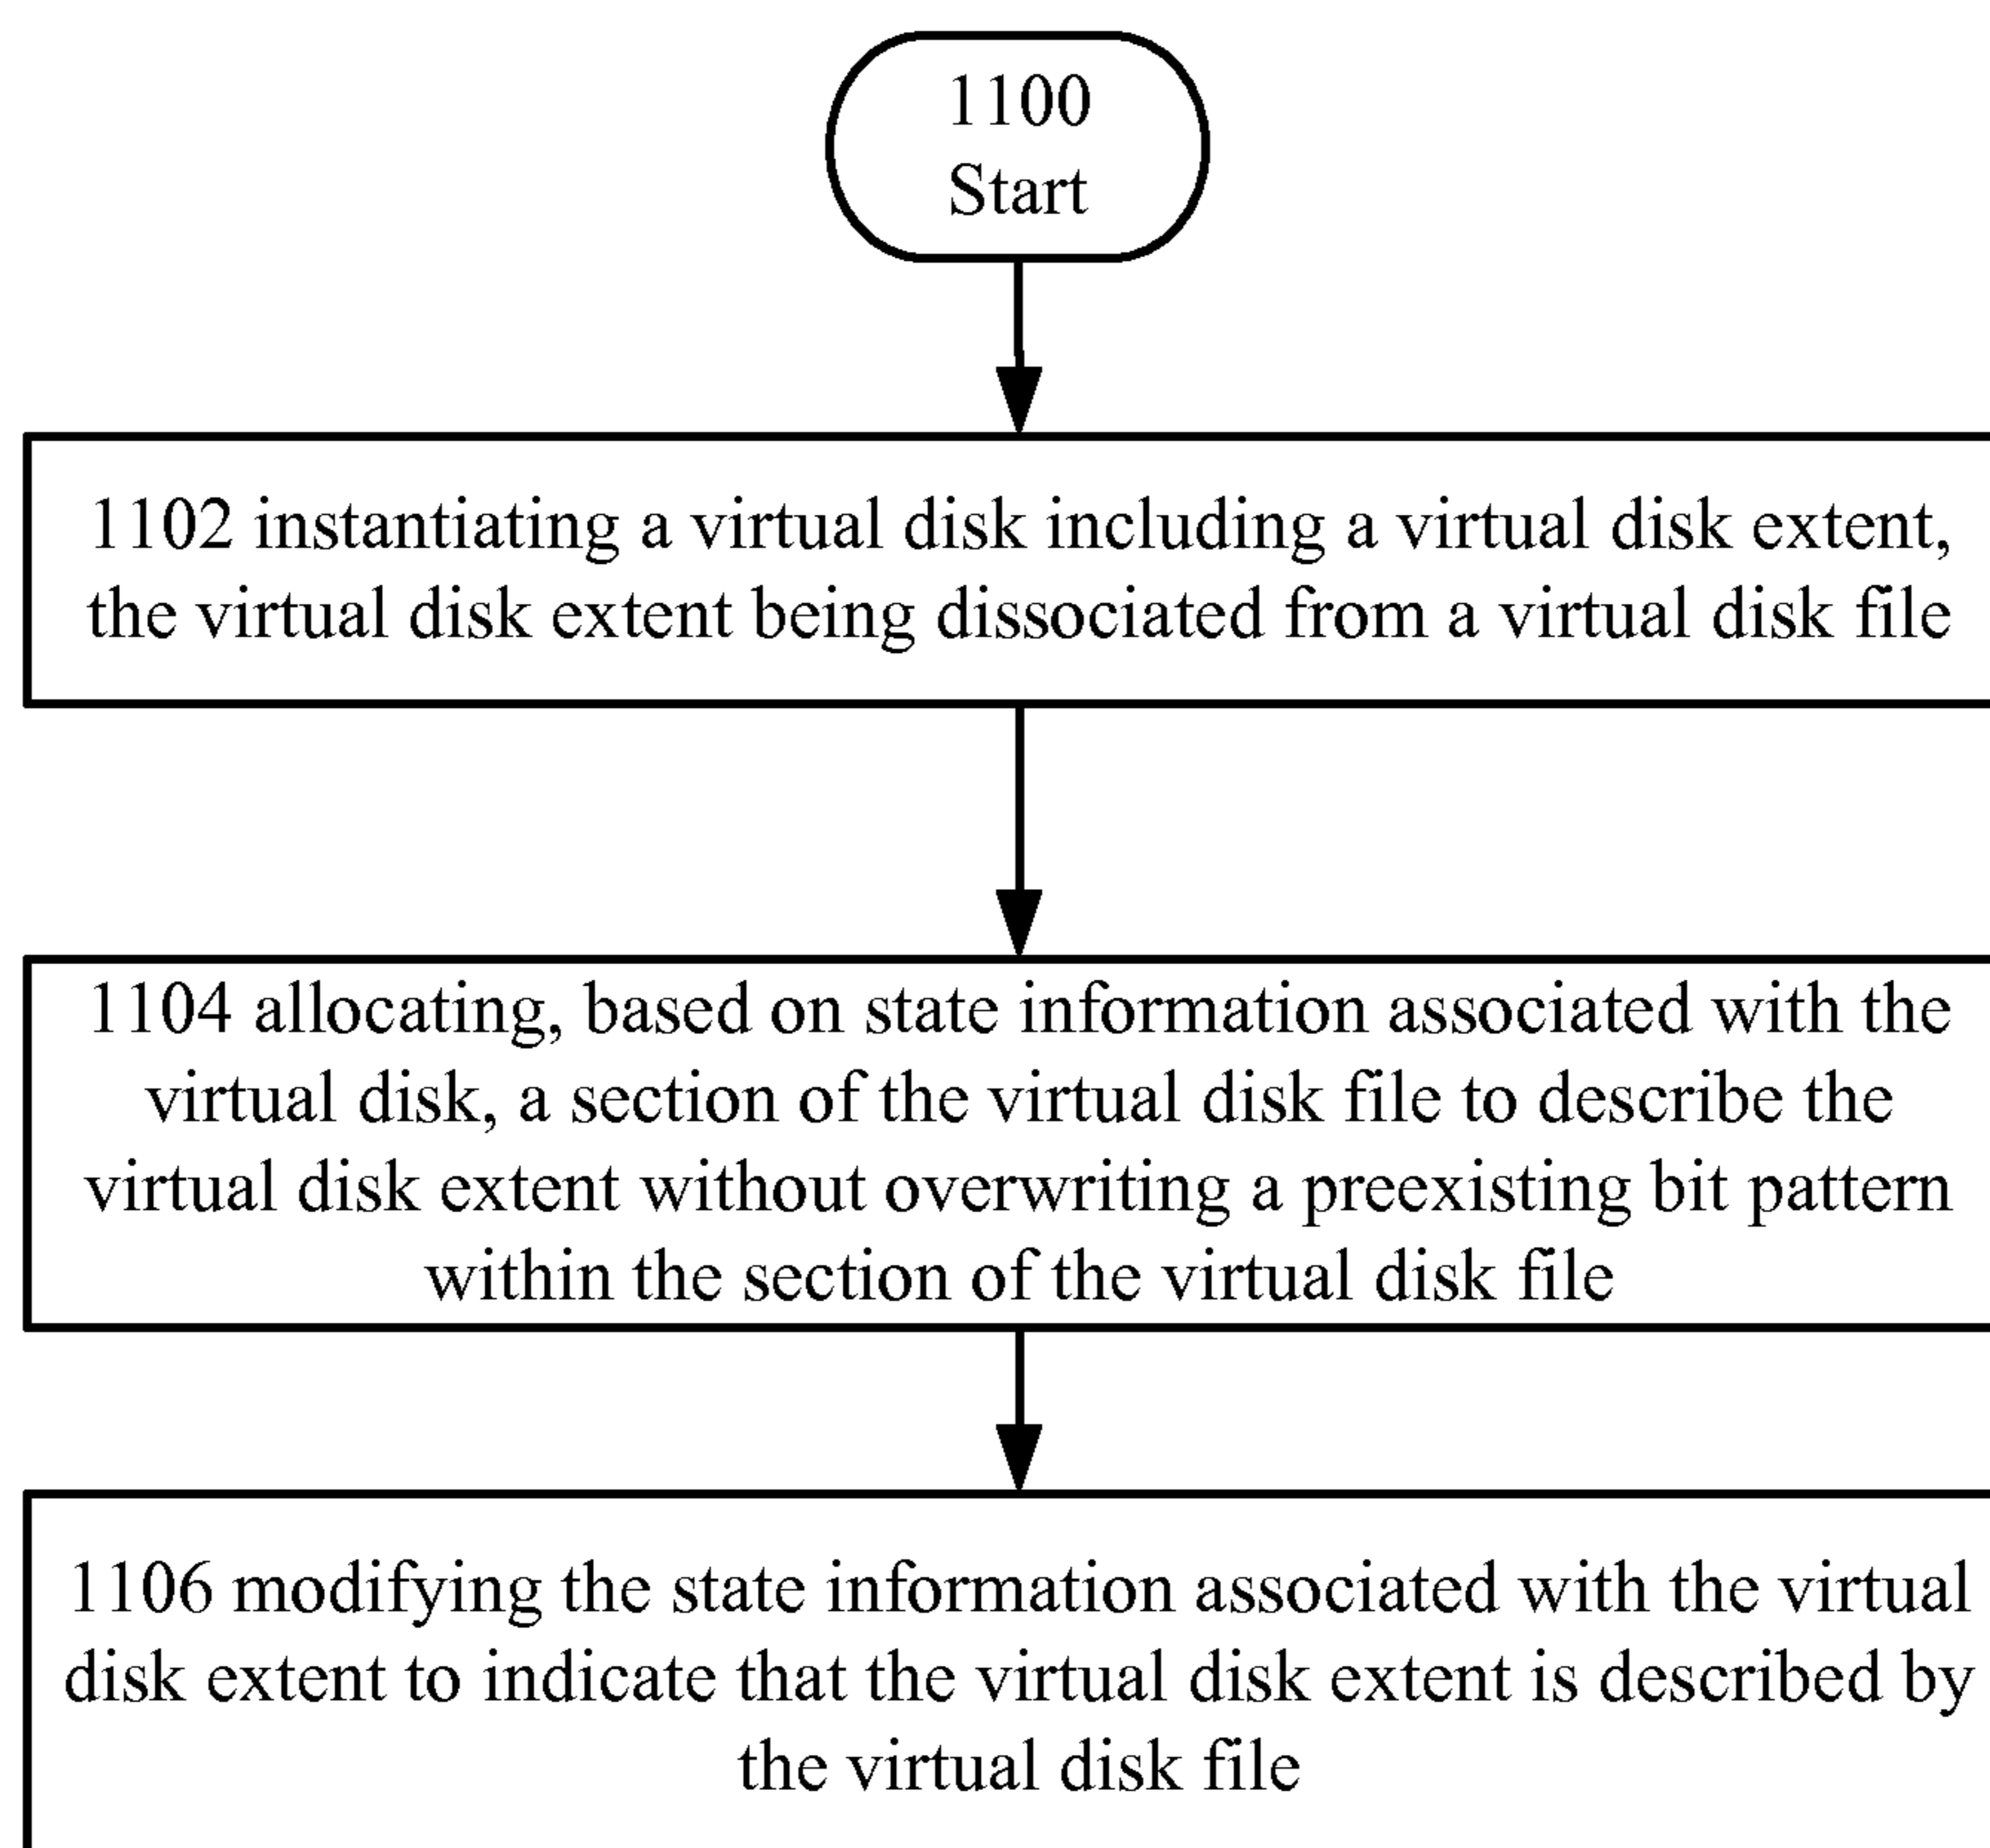 1100
Start
1102 instantiating a virtual disk including a virtual disk extent,
the virtual disk extent being dissociated from a virtual disk file
1104 allocating, based on state information associated with the
virtual disk, a section of the virtual disk file to describe the
virtual disk extent without overwriting a preexisting bit pattern
within the section of the virtual disk file
1106 modifying the state information associated with the virtual
disk extent to indicate that the virtual disk extent is described by
the virtual disk file